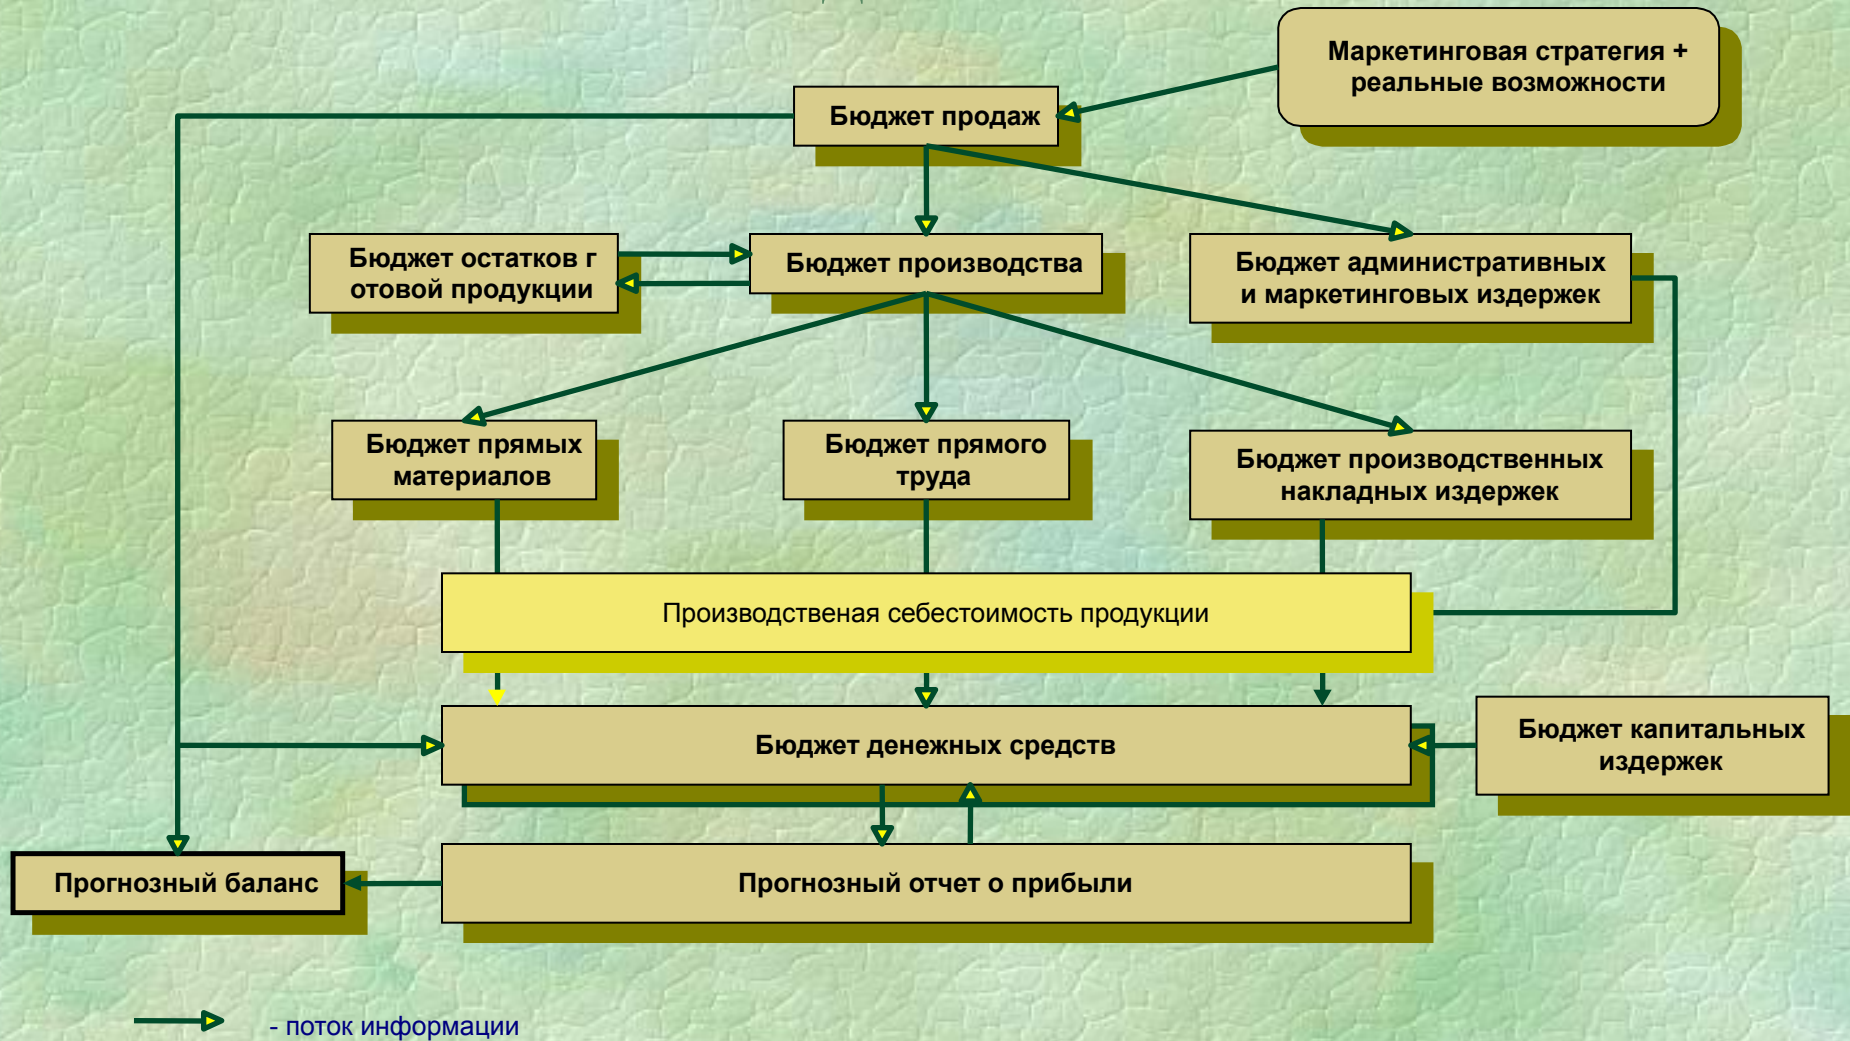 Маркетинговая стратегия +
реальные возможности
Бюджет продаж
Бюджет остатков г
отовой продукции
Бюджет производства
Бюджет административных
и маркетинговых издержек
Бюджет прямых
материалов
Бюджет прямого
труда
Бюджет производственных
накладных издержек
Производственая себестоимость продукции
Бюджет денежных средств
Бюджет капитальных
издержек
Прогнозный баланс
Прогнозный отчет о прибыли
- поток информации